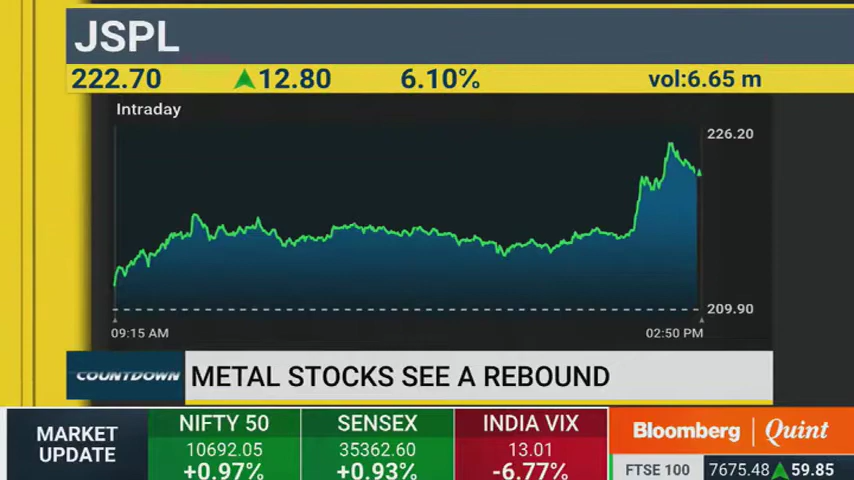 JSPL
222.70 ▲12.80 6.10% vol:6.65 m
Intraday
226.20
209.90
09:15 AM 02:50 PM
COUNTDOWN METAL STOCKS SEE A REBOUND
MARKET UPDATE
NIFTY 50
10692.05
+0.97%
SENSEX
35362.60
+0.93%
INDIA VIX
13.01
-6.77%
Bloomberg | Quint
FTSE 100 7675.48 ▲59.85